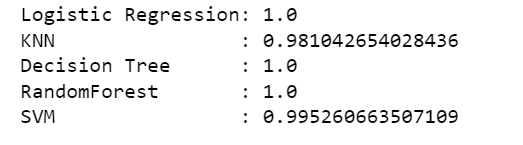 Logistic Regression: 1.0
KNN                : 0.981042654028436
Decision Tree      : 1.0
RandomForest       : 1.0
SVM                : 0.995260663507109